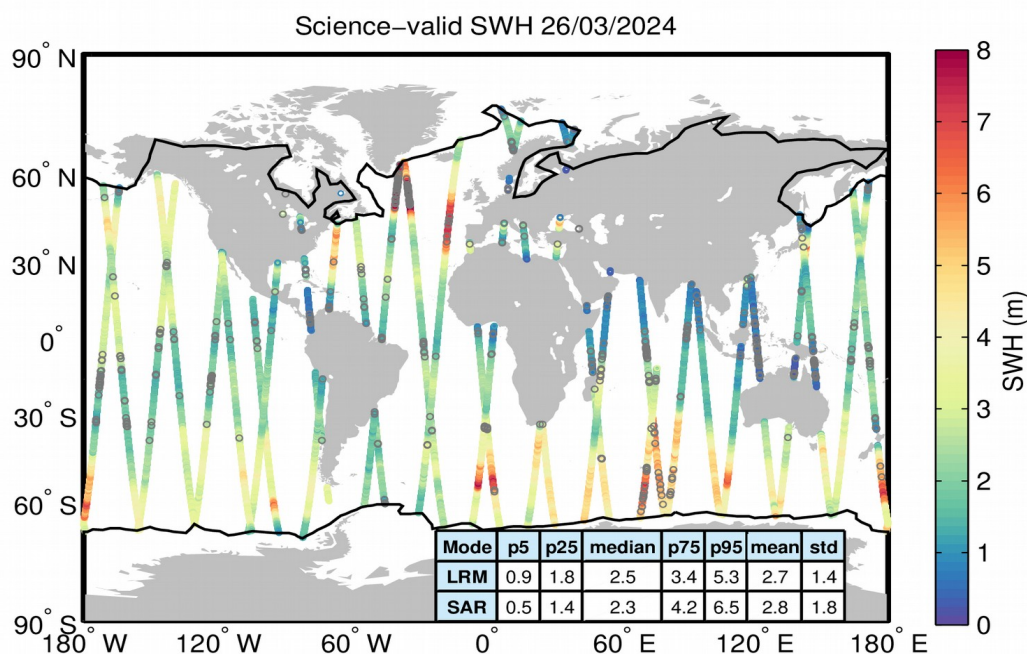 Science−valid SWH 26/03/2024
90° N
60° N
30° N
0°
30° S
60° S
90° S
180° W
120° W
60° W
0°
60° E
120° E
180° E
8
7
6
5
4
3
2
1
0
SWH (m)
Mode p5 p25 median p75 p95 mean std
LRM 0.9 1.8 2.5 3.4 5.3 2.7 1.4
SAR 0.5 1.4 2.3 4.2 6.5 2.8 1.8